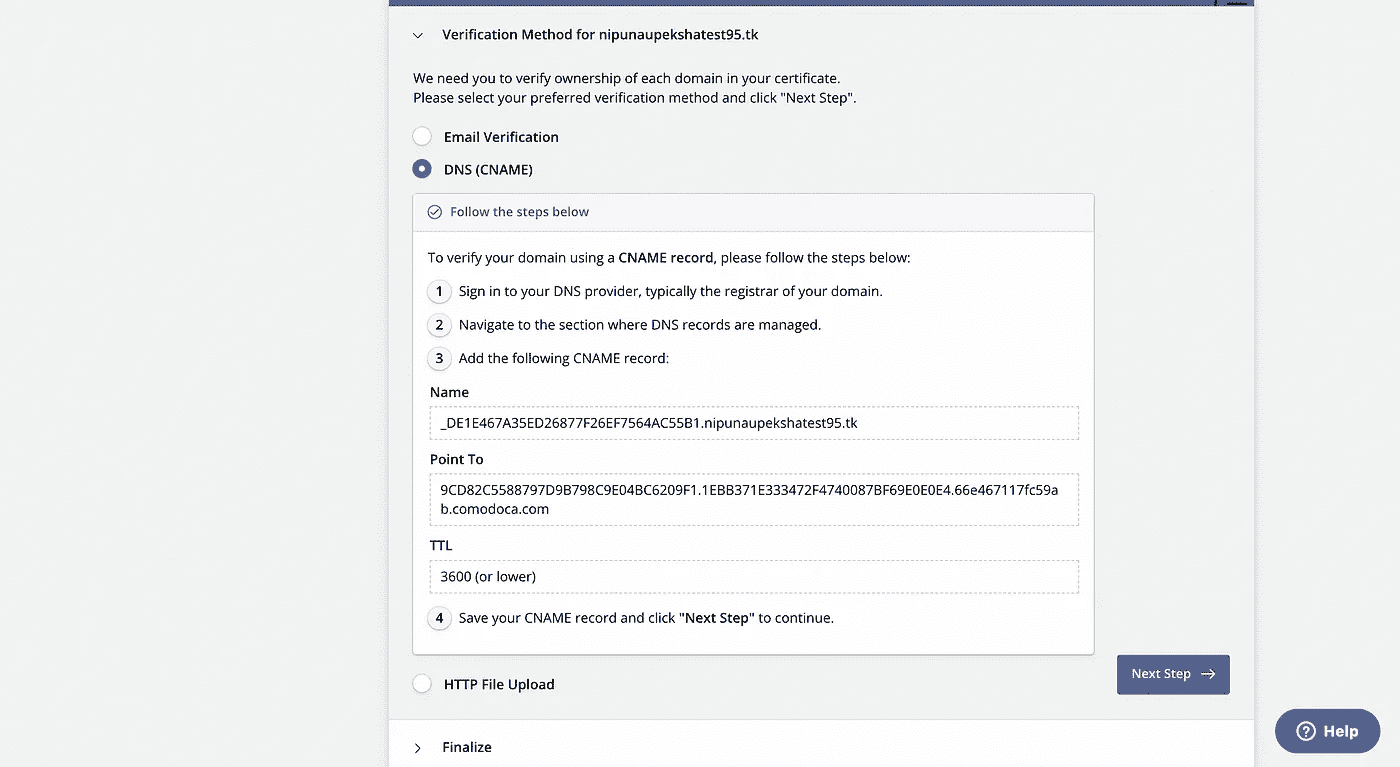 Verification Method for nipunaupekshatest95.tk
We need you to verify ownership of each domain in your certificate.
Please select your preferred verification method and click "Next Step".
Email Verification
DNS (CNAME)
Follow the steps below
To verify your domain using a CNAME record, please follow the steps below:
1 Sign in to your DNS provider, typically the registrar of your domain.
2 Navigate to the section where DNS records are managed.
3 Add the following CNAME record:
Name
_DE1E467A35ED26877F26EF7564AC55B1.nipunaupekshatest95.tk
Point To
9CD82C5588797D9B798C9E04BC6209F1.1EBB371E333472F4740087BF69E0E0E4.66e467117fc59a
b.comodoca.com
TTL
3600 (or lower)
4 Save your CNAME record and click "Next Step" to continue.
HTTP File Upload
Next Step
Finalize
Help